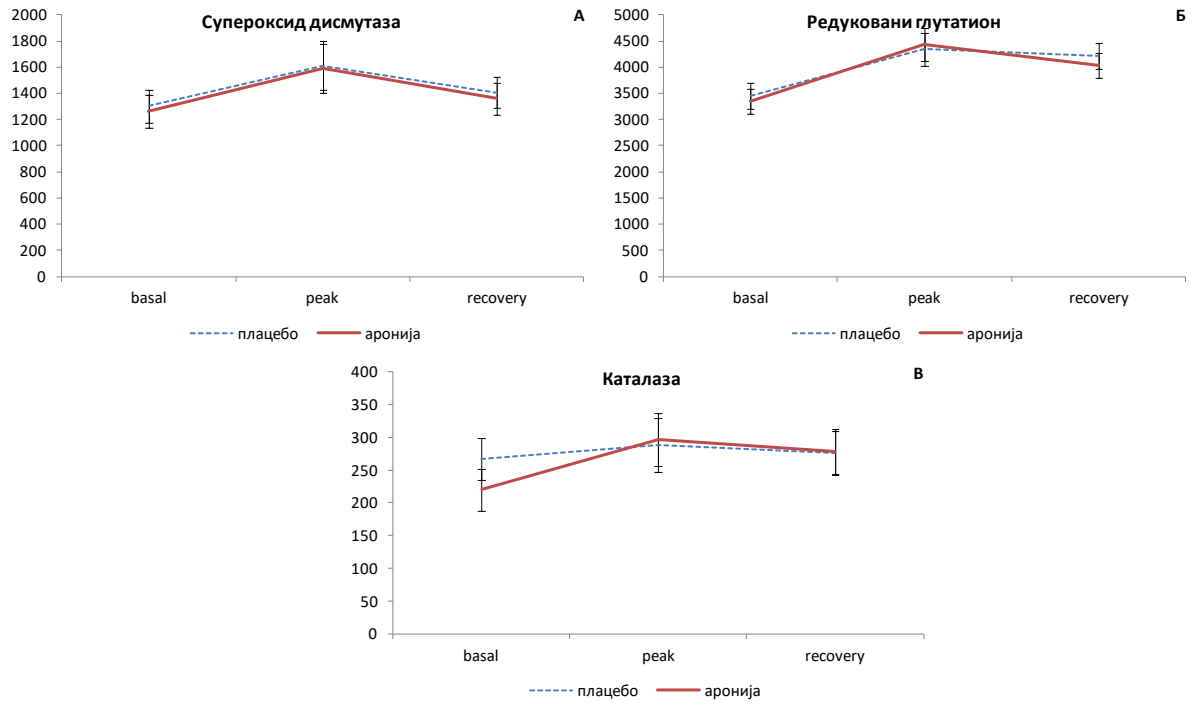 Супероксид дисмутаза
А
2000
1800
1600
1400
1200
1000
800
600
400
200
0
basal peak recovery
плацебо аронија
Редуковани глутатион
Б
5000
4500
4000
3500
3000
2500
2000
1500
1000
500
0
basal peak recovery
плацебо аронија
Каталаза
В
400
350
300
250
200
150
100
50
0
basal peak recovery
плацебо аронија